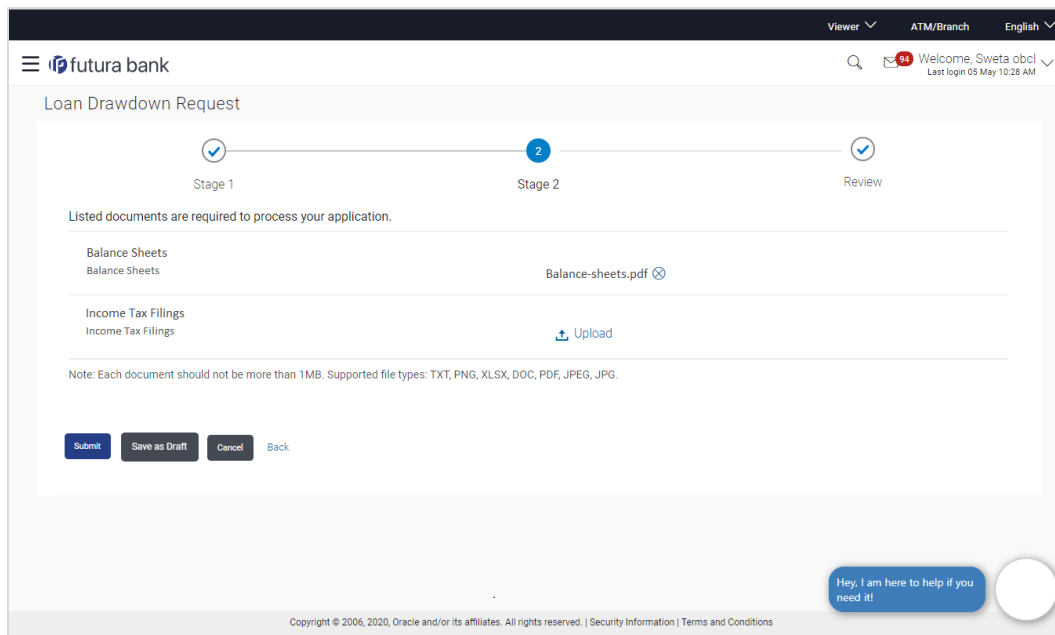 Viewer ATM/Branch English
futura bank
94
Welcome, Sweta obcl
Last login 05 May 10:28 AM
Loan Drawdown Request
2
Stage 1 Stage 2 Review
Listed documents are required to process your application.
Balance Sheets
Balance Sheets
Balance-sheets.pdf
Income Tax Filings
Income Tax Filings
Upload
Note: Each document should not be more than 1MB. Supported file types: TXT, PNG, XLSX, DOC, PDF, JPEG, JPG.
Submit Save as Draft Cancel Back
Hey, I am here to help if you
need it!
Copyright © 2006, 2020, Oracle and/or its affiliates. All rights reserved. | Security Information | Terms and Conditions